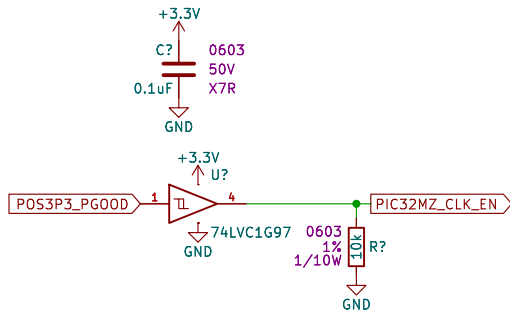 +3.3V
C? 0603
50V
0.1uF X7R
GND
+3.3V
U?
POS3P3_PGOOD 1 4 PIC32MZ_CLK_EN
74LVC1G97
GND
0603
1% 10k R?
1/10W
GND